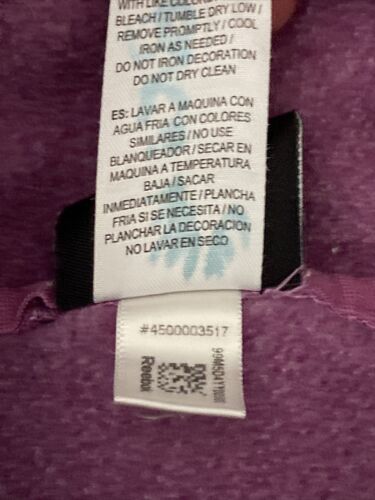 WITH LIKE COLORS
BLEACH / TUMBLE DRY LOW /
REMOVE PROMPTLY / COOL
IRON AS NEEDED /
DO NOT IRON DECORATION
DO NOT DRY CLEAN
ES: LAVAR A MAQUINA CON
AGUA FRIA CON COLORES
SIMILARES / NO USE
BLANQUEADOR / SECAR EN
MAQUINA A TEMPERATURA
BAJA / SACAR
INMEDIATAMENTE / PLANCHA
FRIA SI SE NECESITA / NO
PLANCHAR LA DECORACION
NO LAVAR EN SECO
#4500003517
Reebok